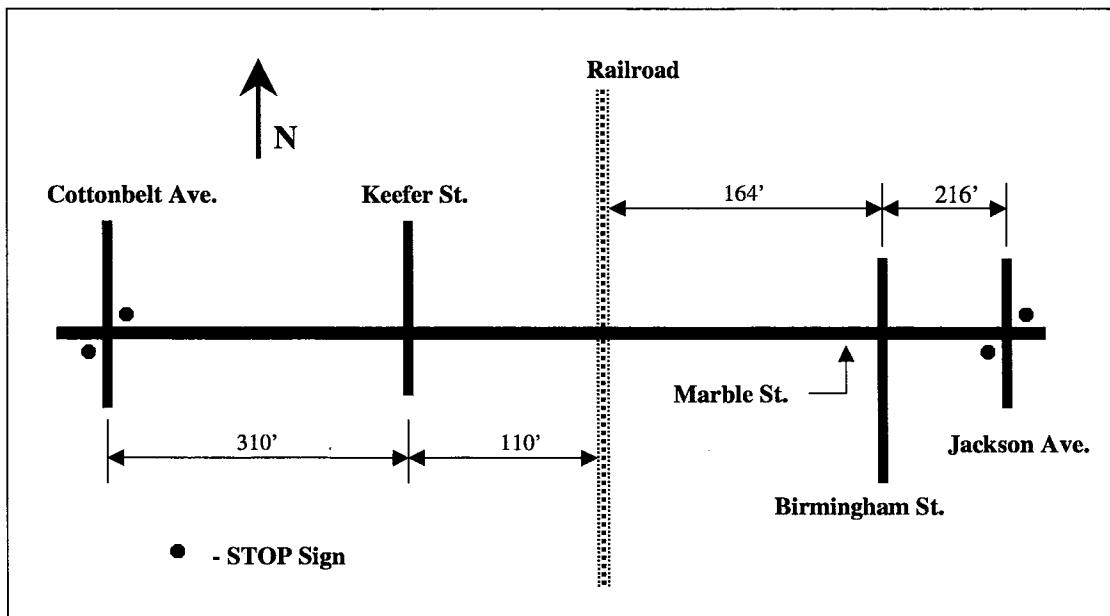 Railroad
N
Cottonbelt Ave.
Keefer St.
164’
216’
Marble St.
310’
110’
Jackson Ave.
Birmingham St.
- STOP Sign